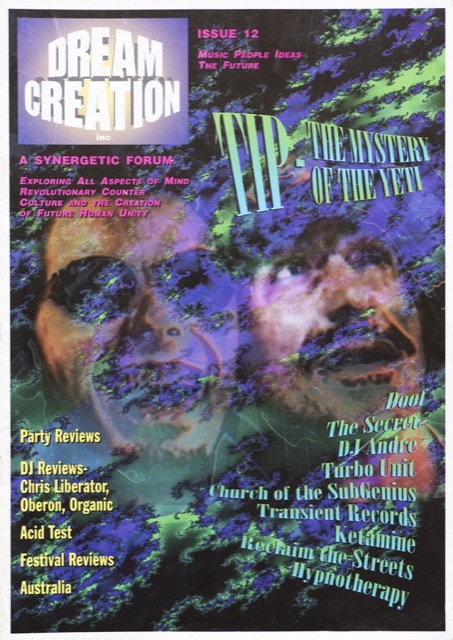 DREAM
CREATION
inc
ISSUE 12
MUSIC PEOPLE IDEAS
THE FUTURE
A SYNERGETIC FORUM
EXPLORING ALL ASPECTS OF MIND
REVOLUTIONARY COUNTER
CULTURE AND THE CREATION
OF FUTURE HUMAN UNITY
TIP - THE MYSTERY
OF THE YETI
Doof
The Secret
DJ Andre
Turbo Unit
Church of the SubGenius
Transient Records
Ketamine
Reclaim the Streets
Hypnotherapy
Party Reviews
DJ Reviews-
Chris Liberator,
Oberon, Organic
Acid Test
Festival Reviews
Australia